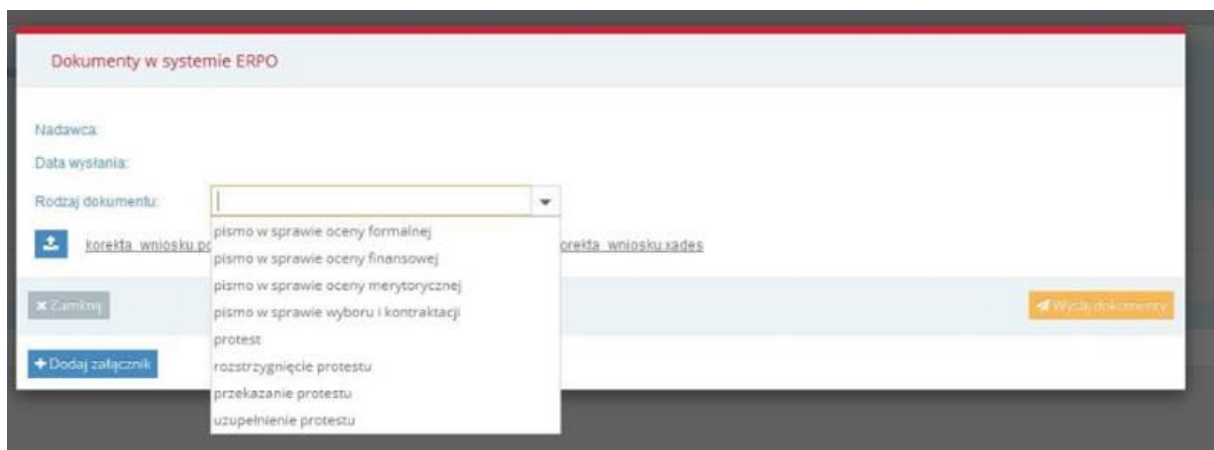 Dokumenty w systemie ERPO
Nadawca:
Data wysłania:
Rodzaj dokumentu:
pismo w sprawie oceny formalnej
korekta_wniosku.pd orekta_wniosku.xades
pismo w sprawie oceny finansowej
pismo w sprawie oceny merytorycznej
pismo w sprawie wyboru i kontraktacji
Zamknij
Wyślij dokumenty
protest
rozstrzygnięcie protestu
Dodaj załącznik
przekazanie protestu
uzupełnienie protestu